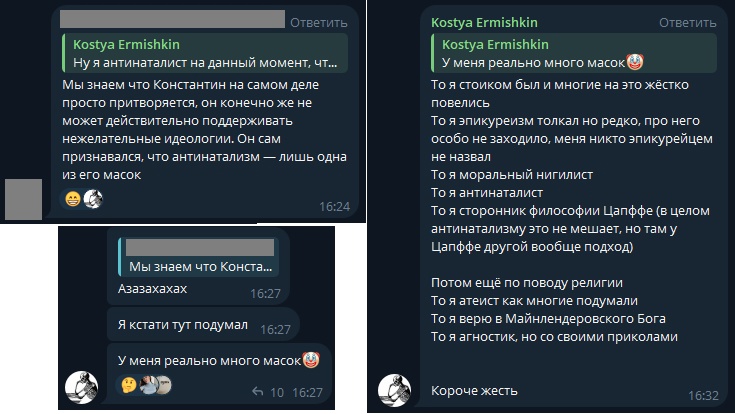 Ответить
Kostya Ermishkin
Ну я антинаталист на данный момент, чт...
Мы знаем что Константин на самом деле
просто притворяется, он конечно же не
может действительно поддерживать
нежелательные идеологии. Он сам
признавался, что антинатализм — лишь одна
из его масок
16:24
Мы знаем что Конста...
Азазахахах
16:27
Я кстати тут подумал
16:27
У меня реально много масок🤡
10 16:27
Kostya Ermishkin Ответить
Kostya Ermishkin
У меня реально много масок🤡
То я стоиком был и многие на это жёстко
повелись
То я эпикуреизм толкал но редко, про него
особо не заходило, меня никто эпикурейцем
не назвал
То я моральный нигилист
То я антинаталист
То я сторонник философии Цапффе (в целом
антинатализму это не мешает, но там у
Цапффе другой вообще подход)
Потом ещё по поводу религии
То я атеист как многие подумали
То я верю в Майнлендеровского Бога
То я агностик, но со своими приколами
Короче жесть
16:32